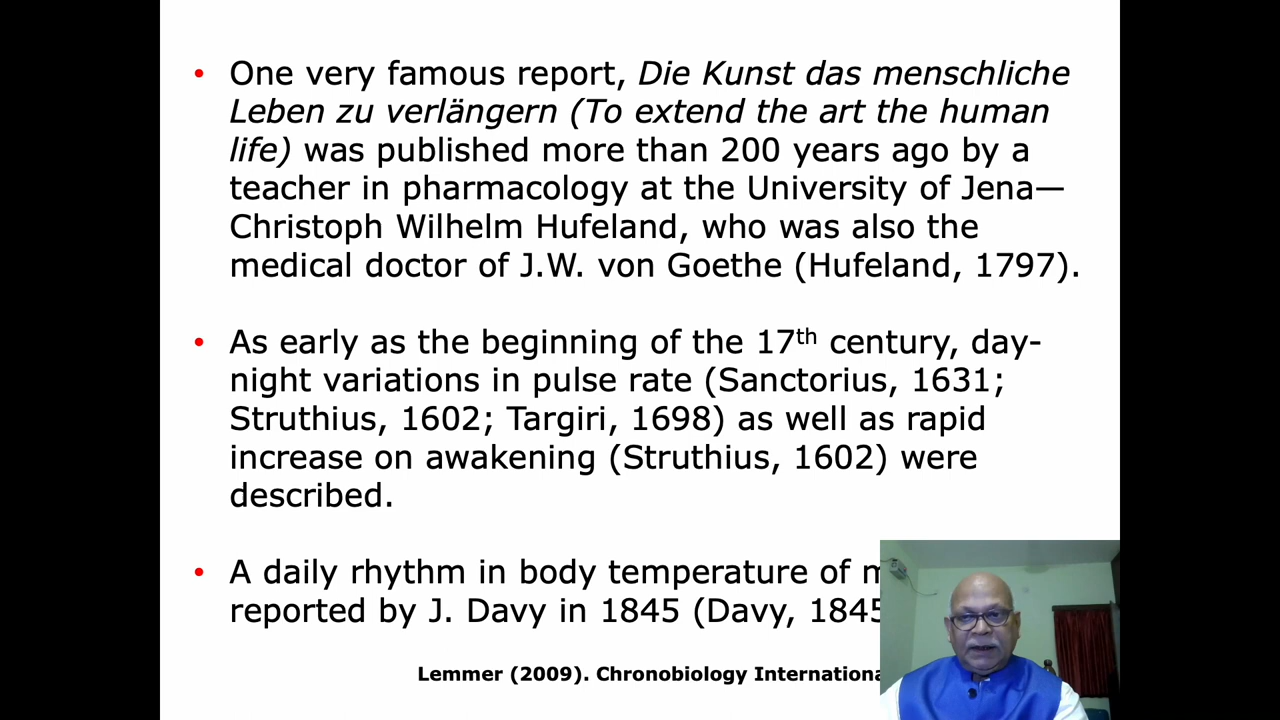 • One very famous report, Die Kunst das menschliche
Leben zu verlängern (To extend the art the human
life) was published more than 200 years ago by a
teacher in pharmacology at the University of Jena—
Christoph Wilhelm Hufeland, who was also the
medical doctor of J.W. von Goethe (Hufeland, 1797).
• As early as the beginning of the 17th century, day-
night variations in pulse rate (Sanctorius, 1631;
Struthius, 1602; Targiri, 1698) as well as rapid
increase on awakening (Struthius, 1602) were
described.
• A daily rhythm in body temperature of
reported by J. Davy in 1845 (Davy, 1845
Lemmer (2009). Chronobiology Internationa